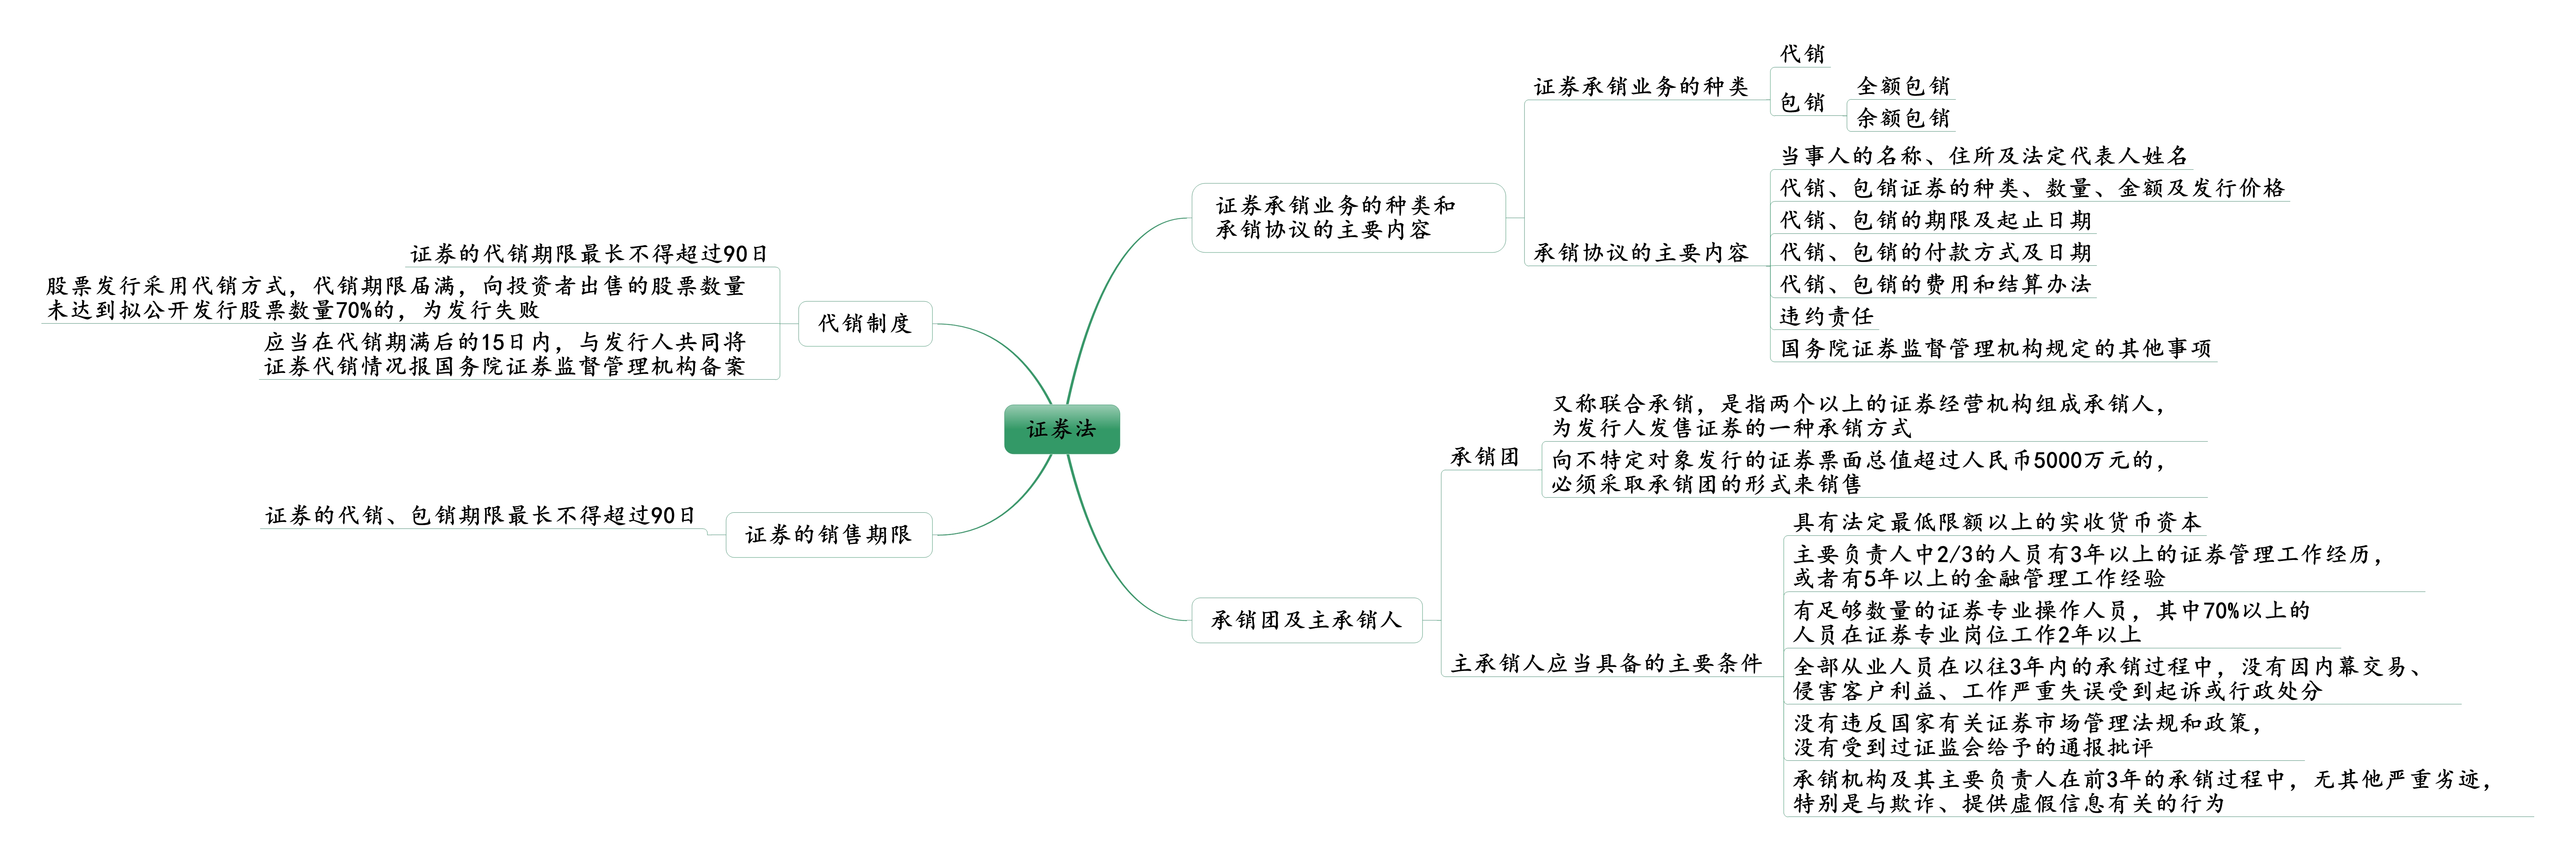 证券法
证券承销业务的种类和
承销协议的主要内容
证券承销业务的种类
代销
包销
全额包销
余额包销
承销协议的主要内容
当事人的名称、住所及法定代表人姓名
代销、包销证券的种类、数量、金额及发行价格
代销、包销的期限及起止日期
代销、包销的付款方式及日期
代销、包销的费用和结算办法
违约责任
国务院证券监督管理机构规定的其他事项
承销团及主承销人
承销团
又称联合承销，是指两个以上的证券经营机构组成承销人，
为发行人发售证券的一种承销方式
向不特定对象发行的证券票面总值超过人民币5000万元的，
必须采取承销团的形式来销售
主承销人应当具备的主要条件
具有法定最低限额以上的实收货币资本
主要负责人中2/3的人员有3年以上的证券管理工作经历，
或者有5年以上的金融管理工作经验
有足够数量的证券专业操作人员，其中70%以上的
人员在证券专业岗位工作2年以上
全部从业人员在以往3年内的承销过程中，没有因内幕交易、
侵害客户利益、工作严重失误受到起诉或行政处分
没有违反国家有关证券市场管理法规和政策，
没有受到过证监会给予的通报批评
承销机构及其主要负责人在前3年的承销过程中，无其他严重劣迹，
特别是与欺诈、提供虚假信息有关的行为
代销制度
证券的代销期限最长不得超过90日
股票发行采用代销方式，代销期限届满，向投资者出售的股票数量
未达到拟公开发行股票数量70%的，为发行失败
应当在代销期满后的15日内，与发行人共同将
证券代销情况报国务院证券监督管理机构备案
证券的销售期限
证券的代销、包销期限最长不得超过90日